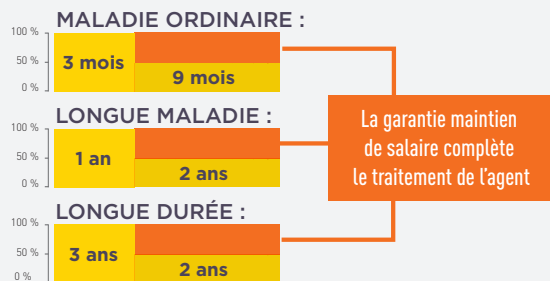 MALADIE ORDINAIRE :
100 %
50 %
0 %
3 mois
9 mois
LONGUE MALADIE :
100 %
50 %
0 %
1 an
2 ans
LONGUE DURÉE :
100 %
50 %
0 %
3 ans
2 ans
La garantie maintien
de salaire complète
le traitement de l'agent